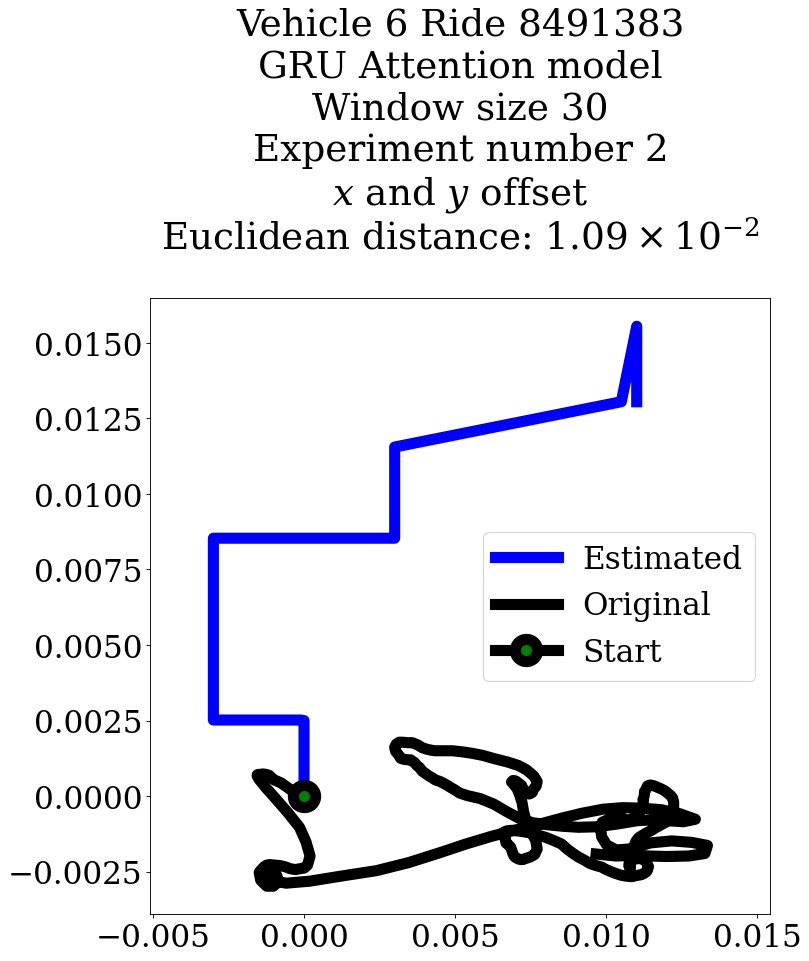 Vehicle 6 Ride 8491383
GRU Attention model
Window size 30
Experiment number 2
x and y offset
Euclidean distance: 1.09 × 10⁻²
0.0150
0.0125
0.0100
0.0075
0.0050
0.0025
0.0000
−0.0025
Estimated
Original
Start
−0.005 0.000 0.005 0.010 0.015